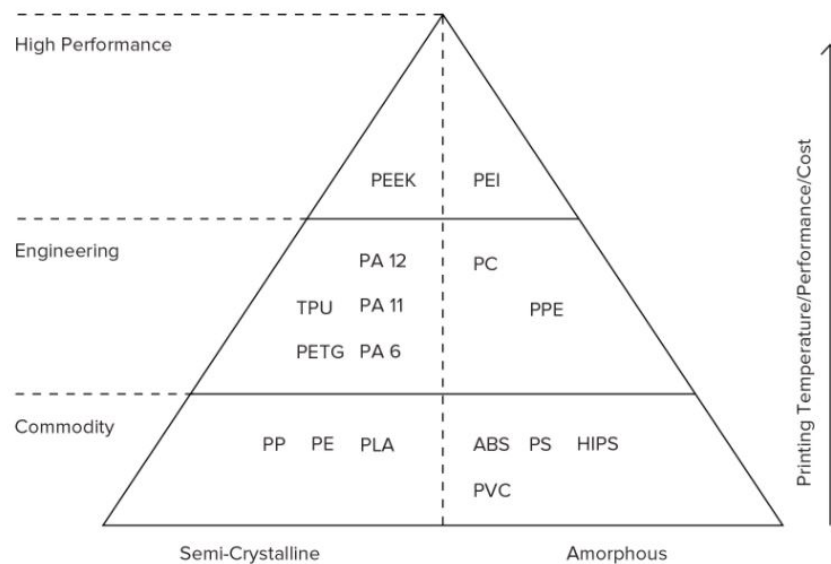 High Performance
PEEK PEI
Engineering
PA 12 PC
TPU PA 11 PPE
PETG PA 6
Commodity
PP PE PLA ABS PS HIPS
PVC
Semi-Crystalline Amorphous
Printing Temperature/Performance/Cost